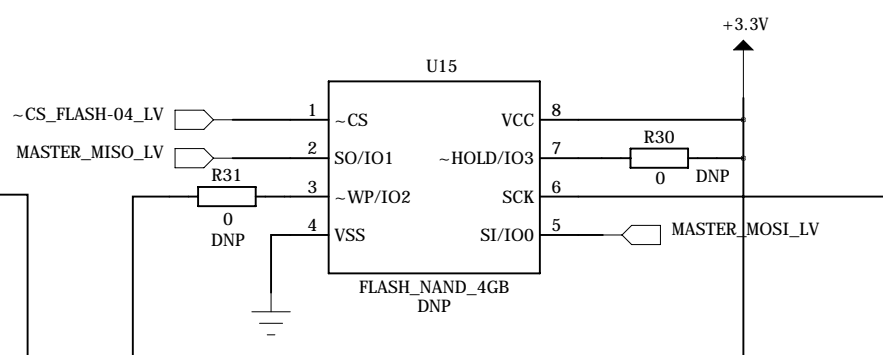 +3.3V
U15
~CS_FLASH-04_LV
1
~CS
VCC
8
MASTER_MISO_LV
2
SO/IO1
~HOLD/IO3
7
R30
0
DNP
R31
0
DNP
3
~WP/IO2
SCK
6
4
VSS
SI/IO0
5
MASTER_MOSI_LV
FLASH_NAND_4GB
DNP